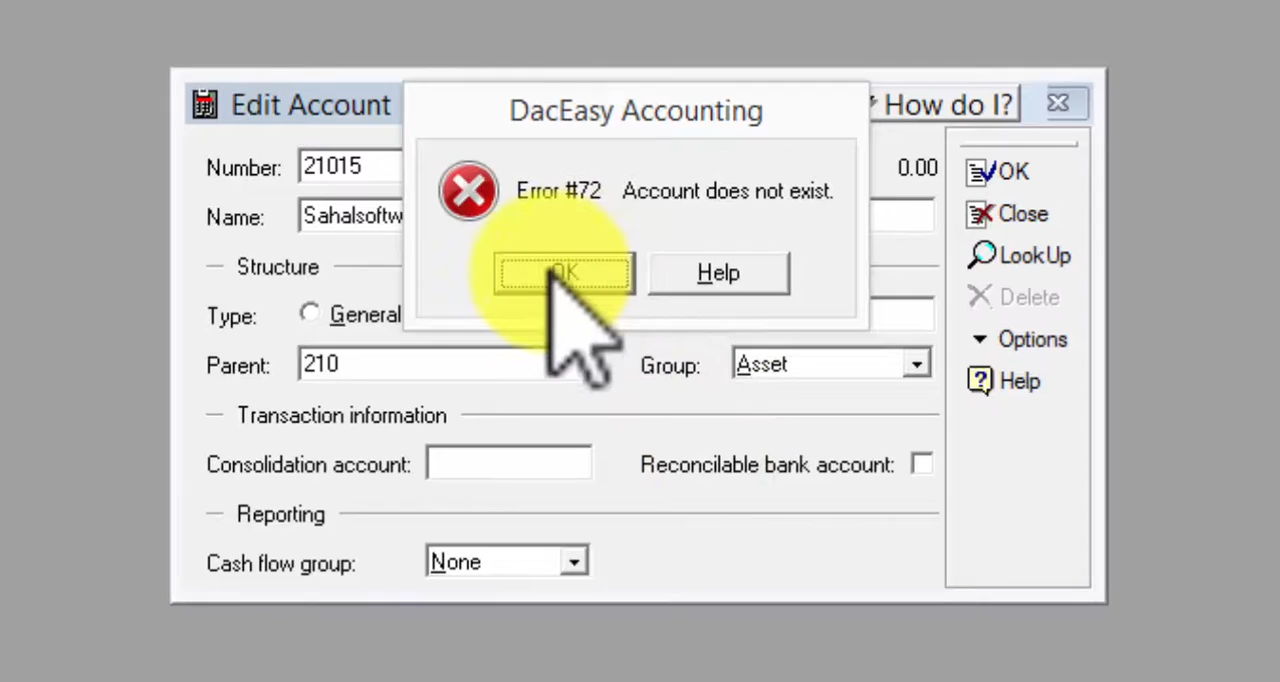 Edit Account
DacEasy Accounting
How do I?
Number: 21015
0.00
Error #72 Account does not exist.
Name: Sahalsoftw
OK
Help
Structure
Type: General
Parent: 210
Group: Asset
Transaction information
Consolidation account:
Reconcilable bank account:
Reporting
Cash flow group: None
OK
Close
LookUp
Delete
Options
Help